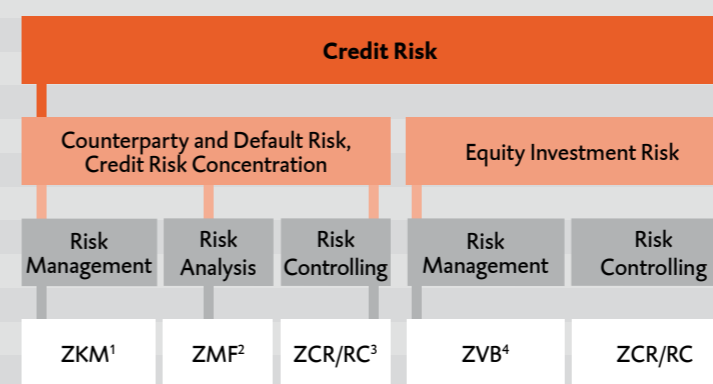 Credit Risk
Counterparty and Default Risk,
Credit Risk Concentration
Equity Investment Risk
Risk
Management
Risk
Analysis
Risk
Controlling
Risk
Management
Risk
Controlling
ZKM¹
ZMF²
ZCR/RC³
ZVB⁴
ZCR/RC